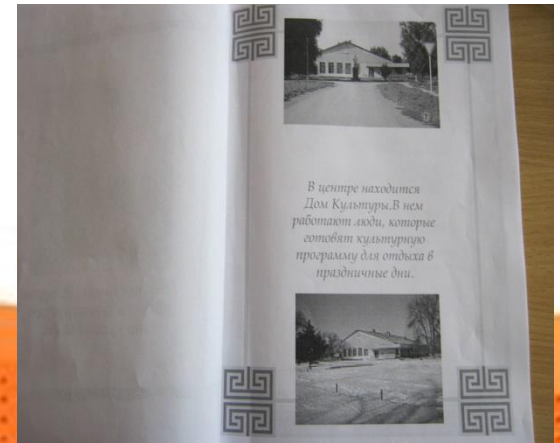 В центре находится
Дом Культуры.В нем
работают люди, которые
готовят культурную
программу для отдыха в
праздничные дни.